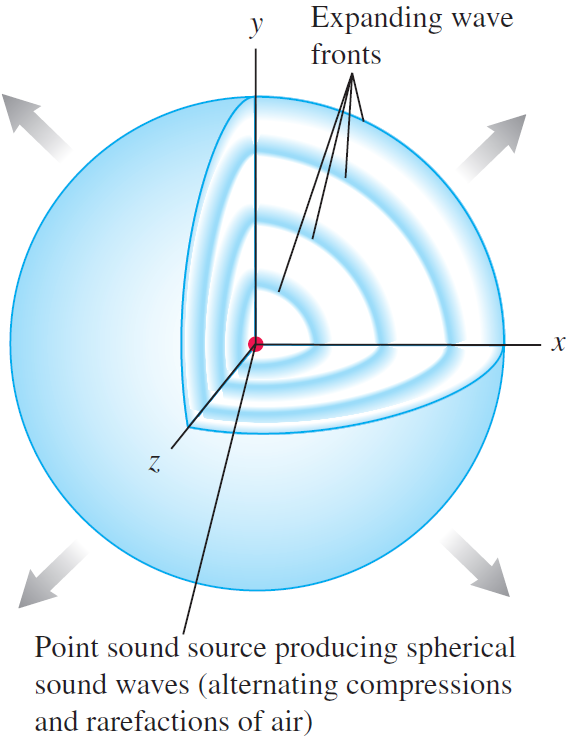 Expanding wave
fronts
y
x
z
Point sound source producing spherical
sound waves (alternating compressions
and rarefactions of air)